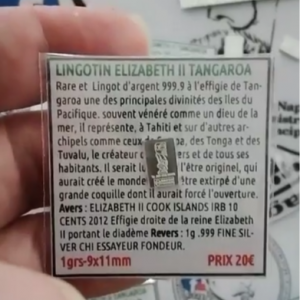 LINGOTIN ELIZABETH II TANGAROA
Rare et Lingot d'argent 999.9 à l'effigie de Tan-
garoa une des principales divinités des Iles du
Pacifique. souvent vénéré comme un dieu de la
mer, il représente, à Tahiti et sur d'autres ar-
chipels comme ceux de da, des Tonga et des
Tuvalu, le créateur d ers et de tous ses
habitants. Il serait l l'être originel, qui
aurait créé le monde être extirpé d'une
grande coquille dont il aurait forcé l'ouverture.
Avers : ELIZABETH II COOK ISLANDS IRB 10
CENTS 2012 Effigie droite de la reine Elizabeth
II portant le diadème Revers : 1g .999 FINE SIL-
VER CHI ESSAYEUR FONDEUR.
1grs-9x11mm PRIX 20€